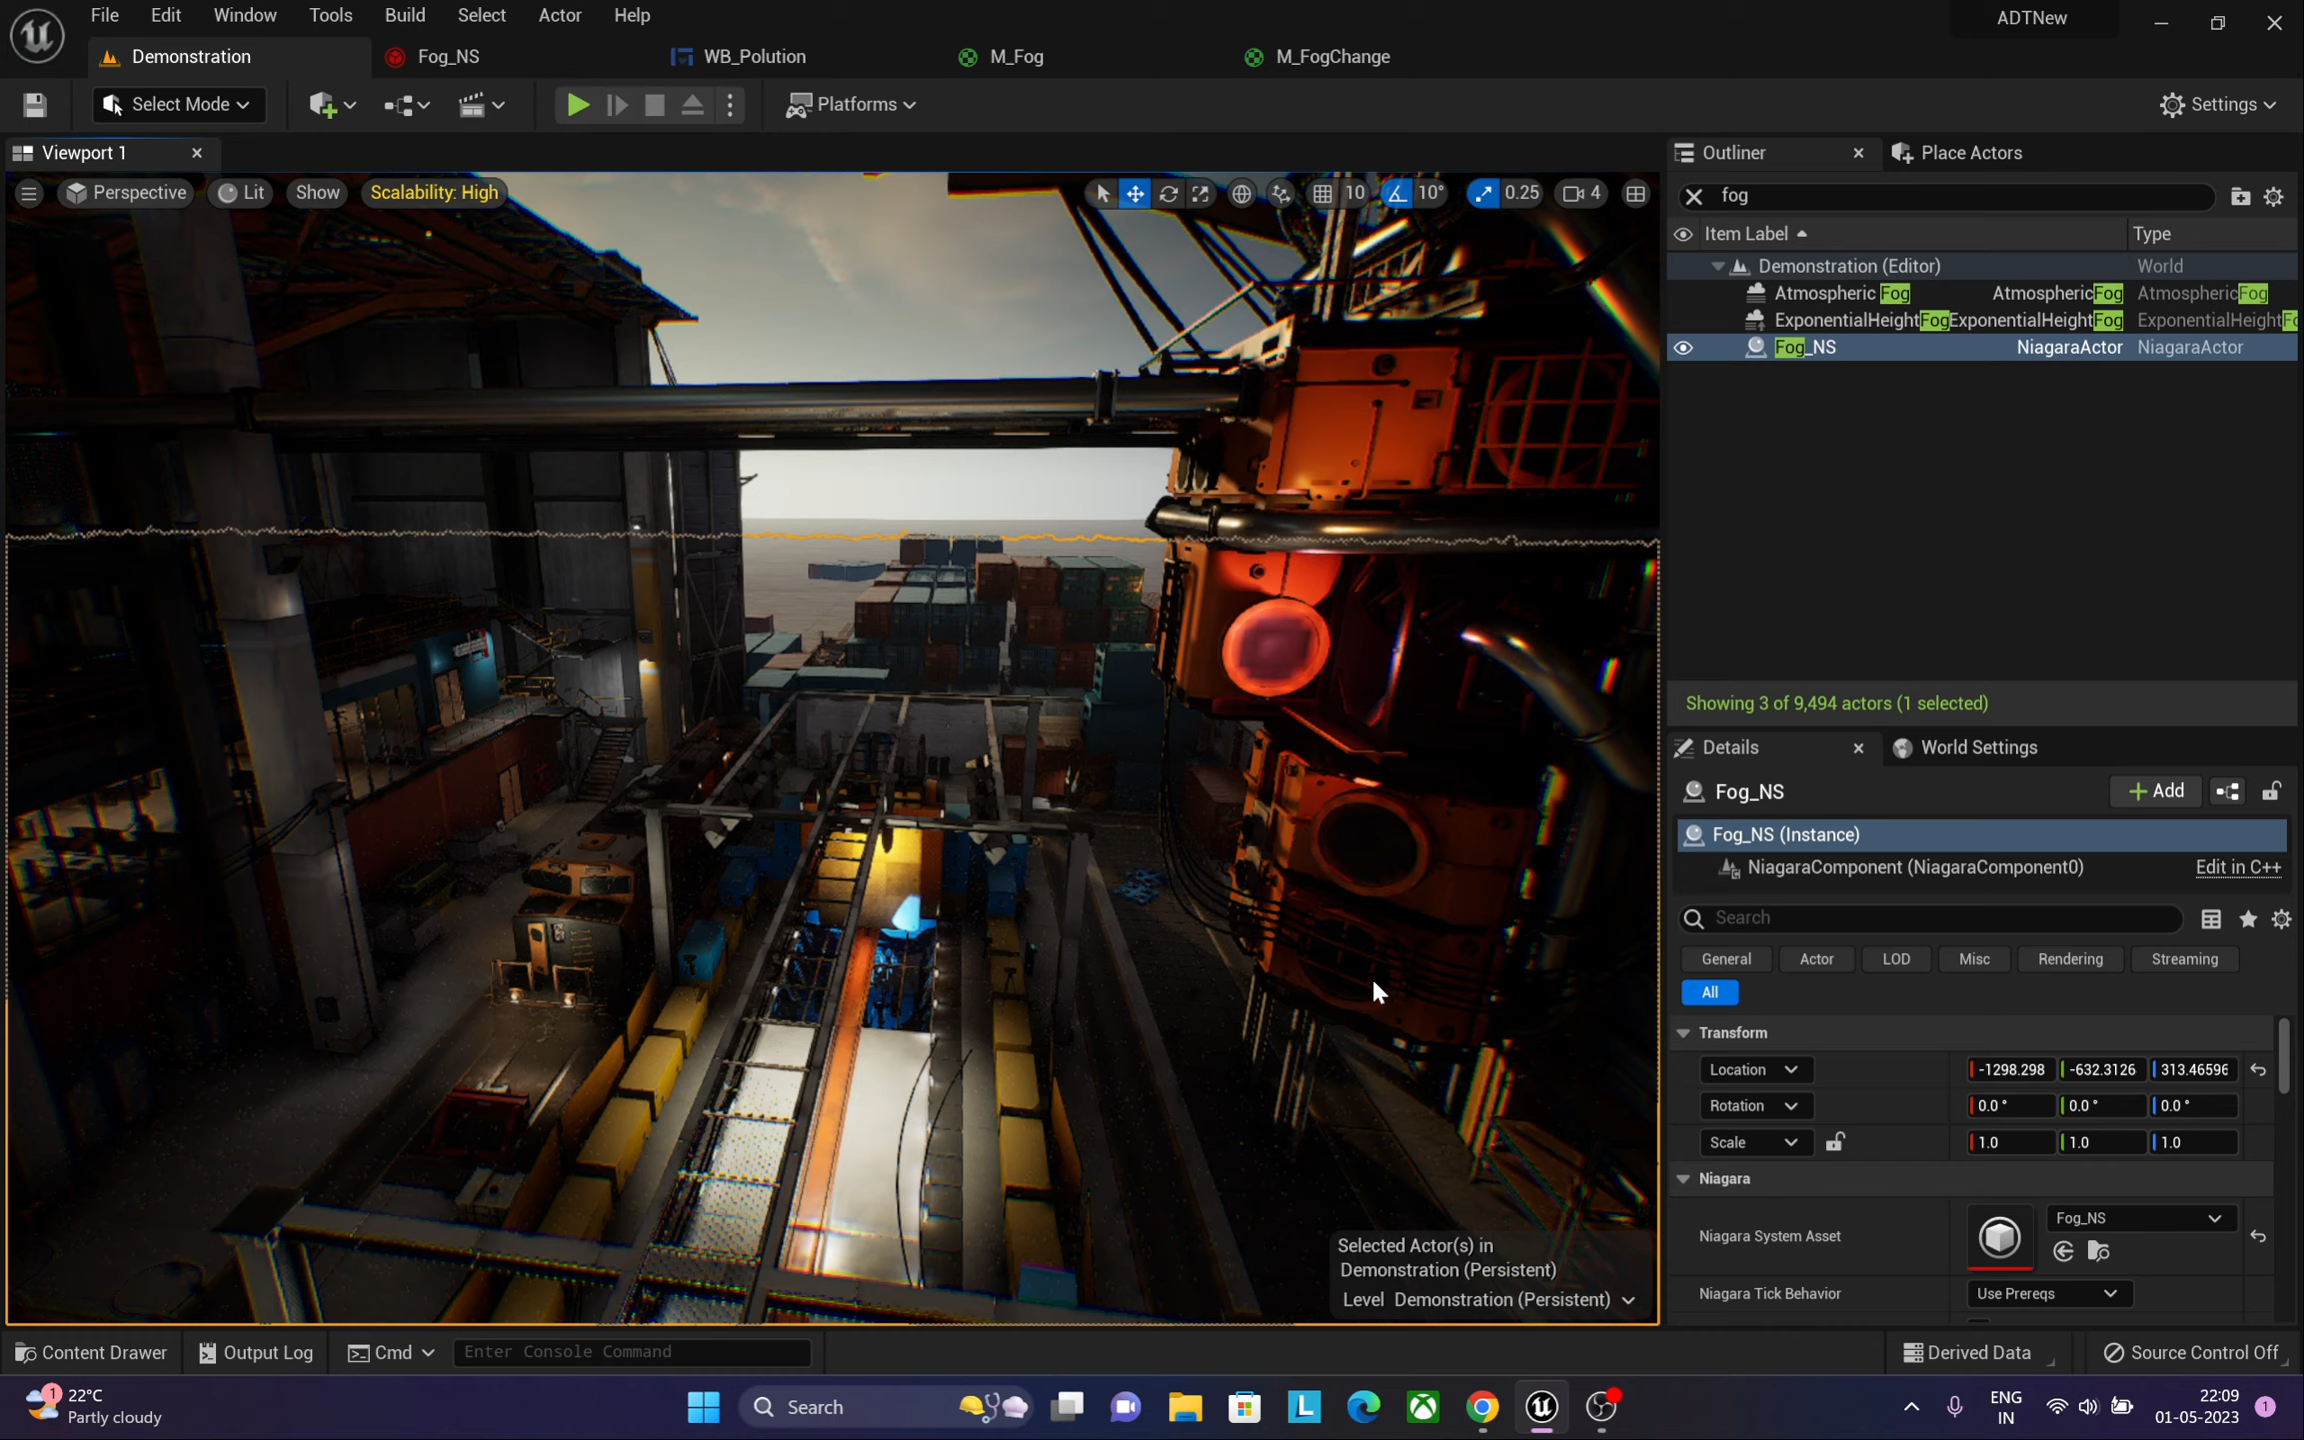 File Edit Window Tools Build Select Actor Help
ADTNew
Demonstration Fog_NS WB_Polution M_Fog M_FogChange
Select Mode Platforms Settings
Viewport 1
Perspective Lit Show Scalability: High 10 10° 0.25 4
Outliner Place Actors
fog
Item Label Type
Demonstration (Editor) World
Atmospheric Fog AtmosphericFog AtmosphericFog
ExponentialHeightFog ExponentialHeightFog ExponentialHeightFo
Fog_NS NiagaraActor NiagaraActor
Showing 3 of 9,494 actors (1 selected)
Details World Settings
Fog_NS Add
Fog_NS (Instance)
NiagaraComponent (NiagaraComponent0) Edit in C++
Search
General Actor LOD Misc Rendering Streaming
All
Transform
Location -1298.298 -632.3126 313.46596
Rotation 0.0 ° 0.0 ° 0.0 °
Scale 1.0 1.0 1.0
Niagara
Niagara System Asset Fog_NS
Niagara Tick Behavior Use Prereqs
Selected Actor(s) in
Demonstration (Persistent)
Level Demonstration (Persistent)
Content Drawer Output Log Cmd Enter Console Command Derived Data Source Control Off
1 22°C
Partly cloudy
Search
L
ENG
IN
22:09
01-05-2023
1